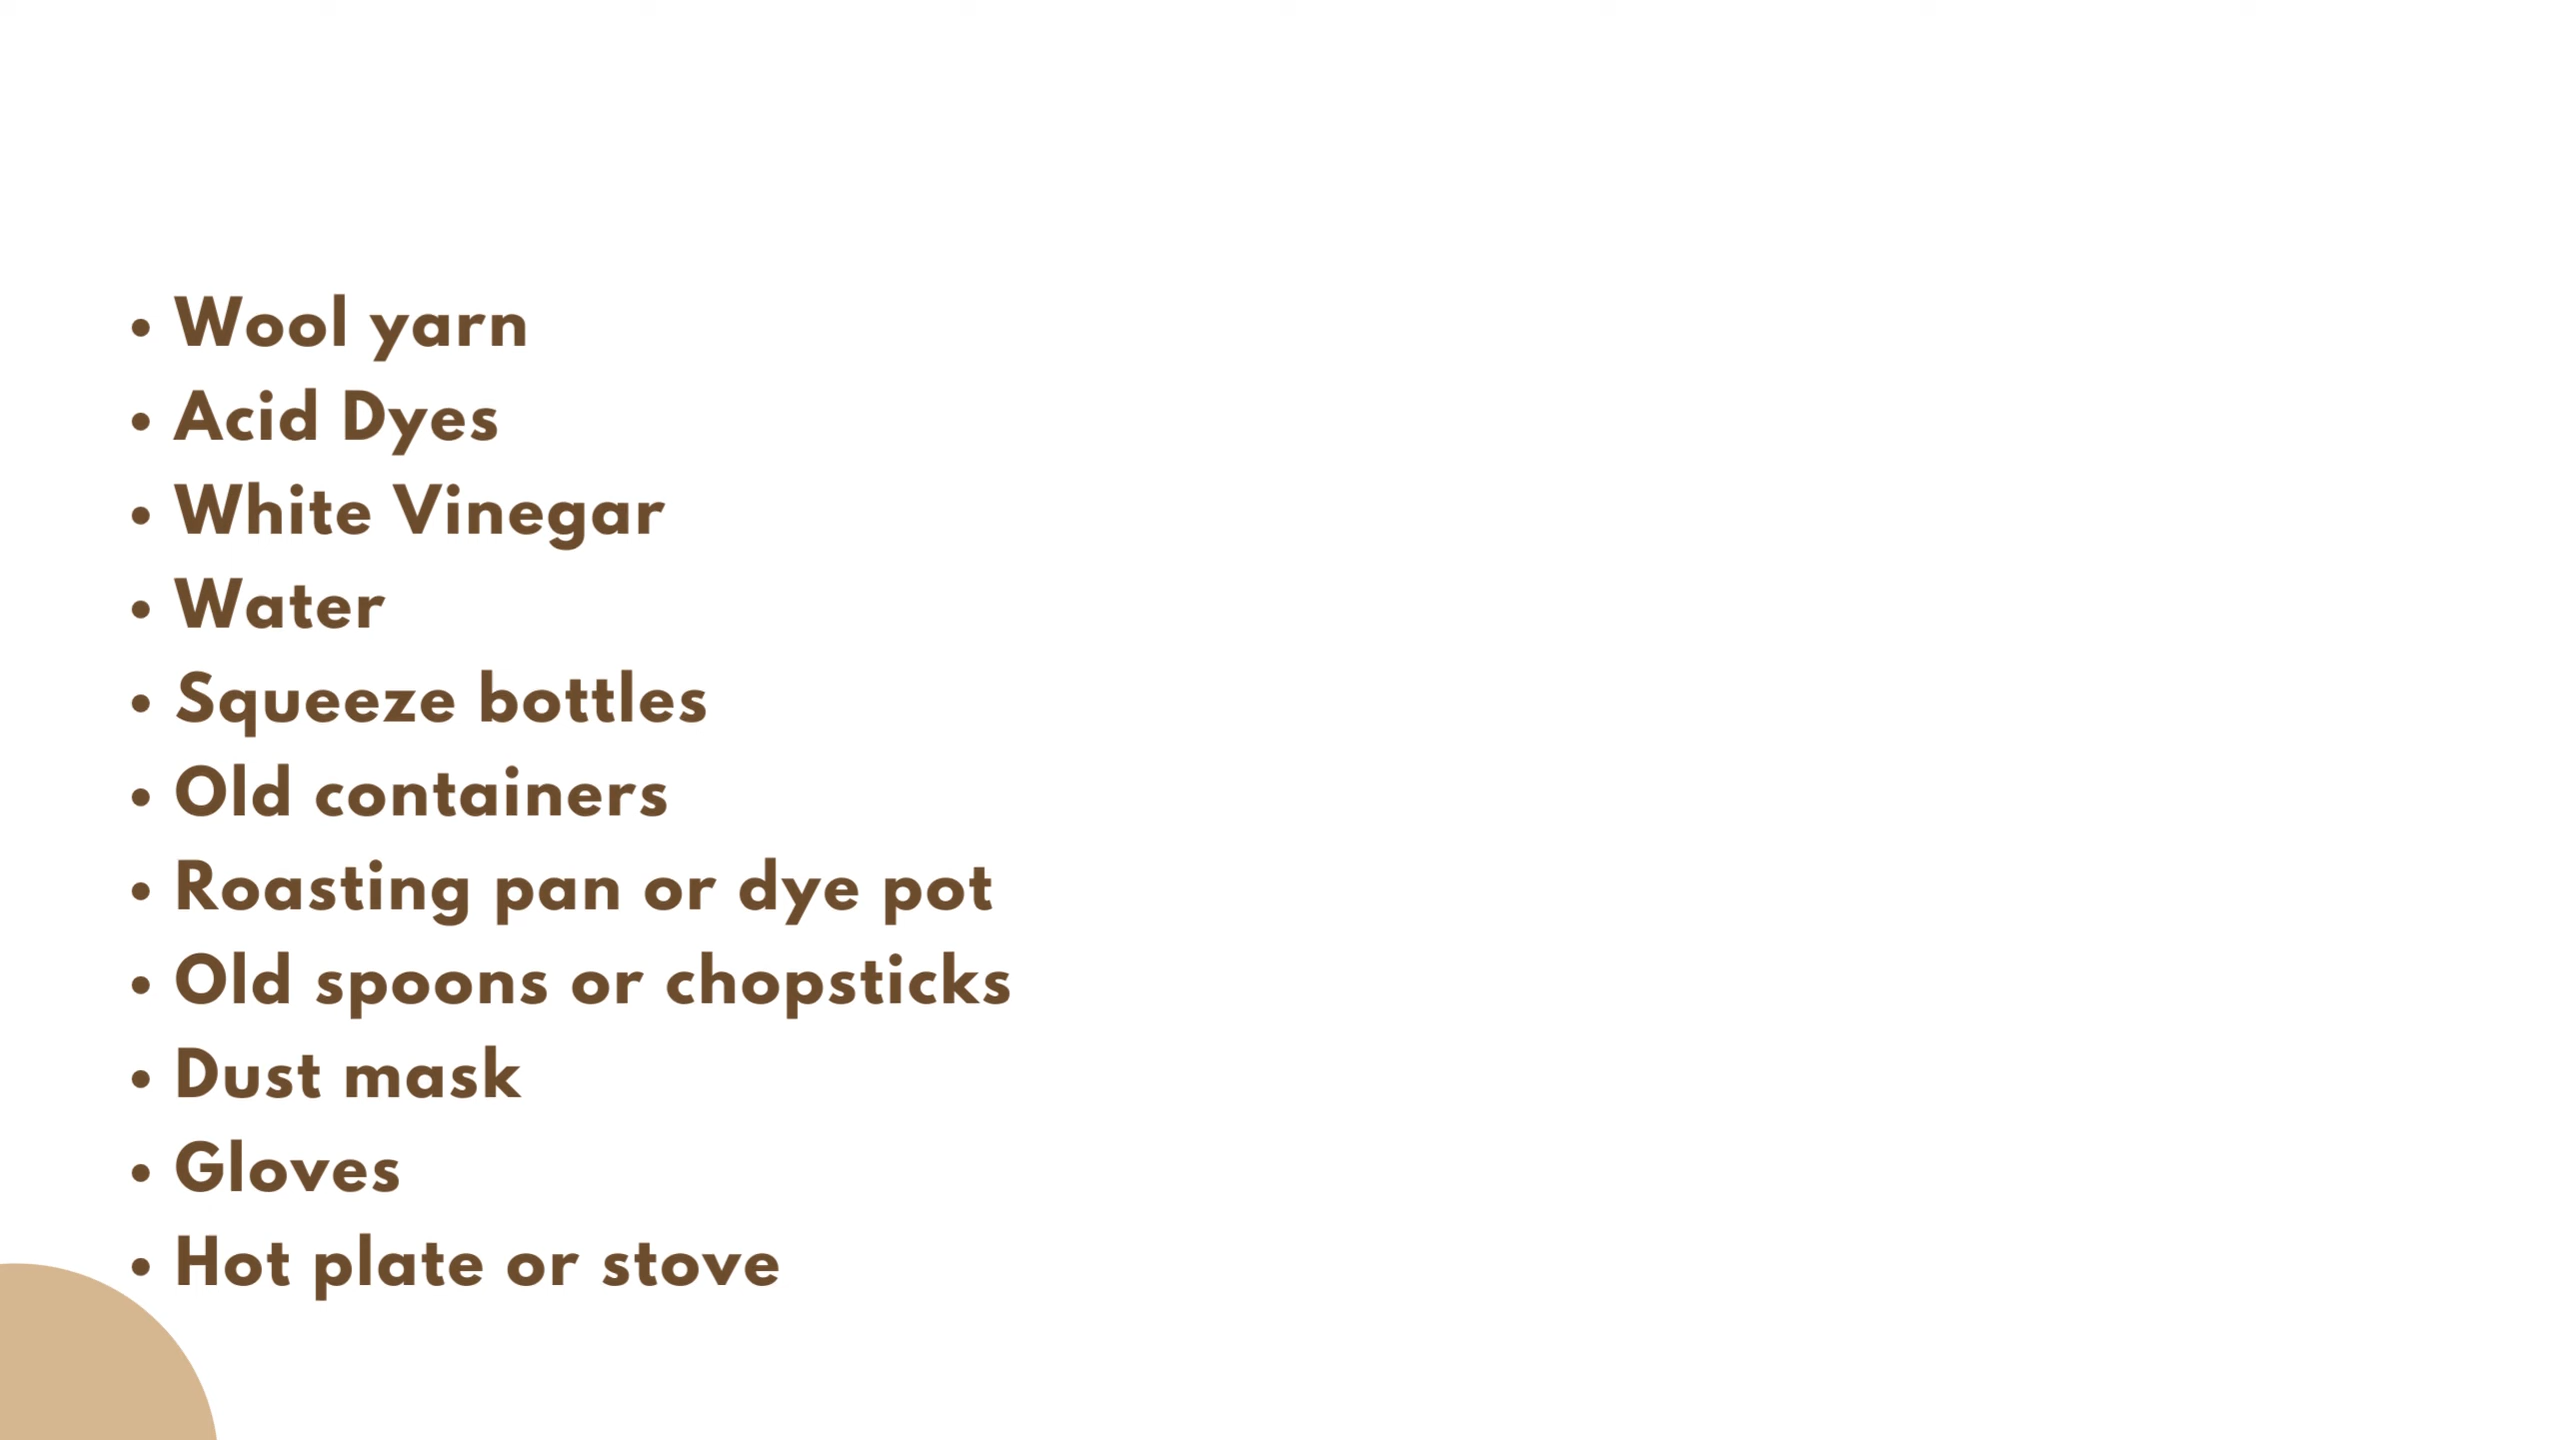 • Wool yarn
• Acid Dyes
• White Vinegar
• Water
• Squeeze bottles
• Old containers
• Roasting pan or dye pot
• Old spoons or chopsticks
• Dust mask
• Gloves
• Hot plate or stove